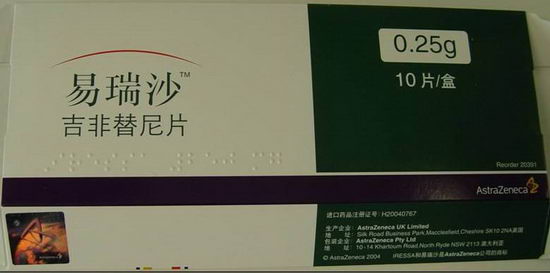 易瑞沙™
吉非替尼片
0.25g
10片/盒
Reorder 20391
AstraZeneca
进口药品注册证号：H20040767
生产企业：AstraZeneca UK Limited
地　址：Silk Road Business Park,Macclesfield,Cheshire SK10 2NA英国
包装企业：AstraZeneca Pty Ltd
地　址：10-14 Khartoum Road,North Ryde NSW 2113 澳大利亚
© AstraZeneca 2004　IRESSA和易瑞沙是AstraZeneca公司的商标